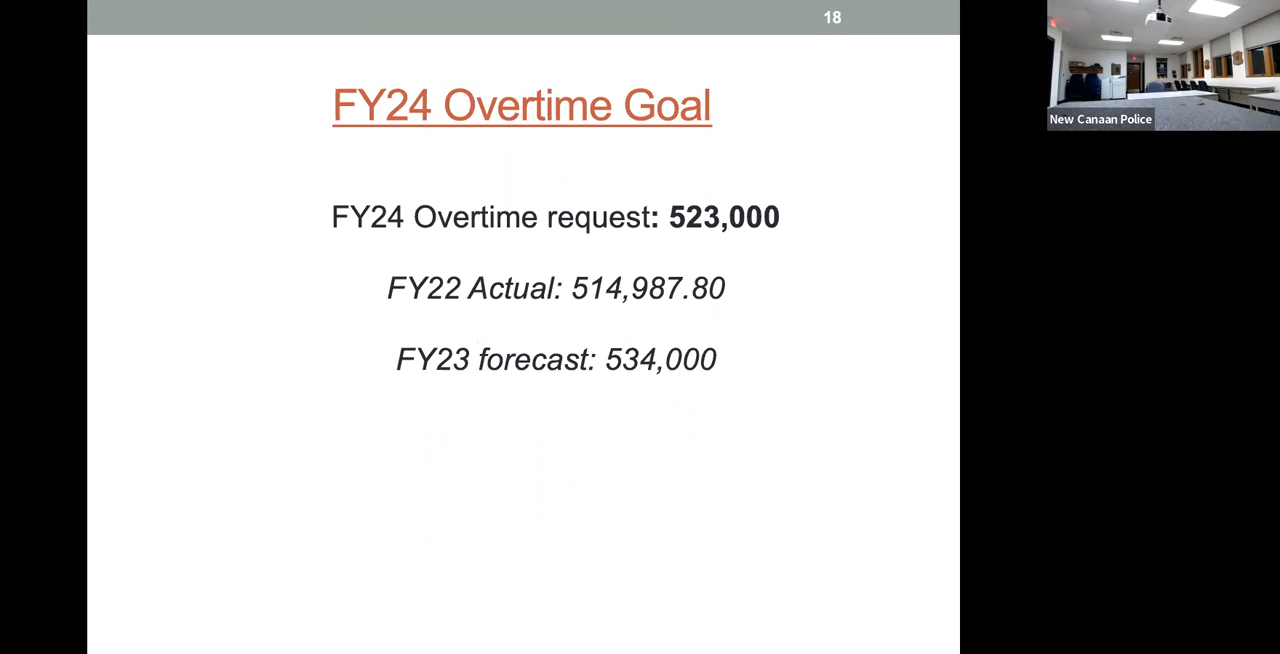 18
FY24 Overtime Goal
FY24 Overtime request: 523,000
FY22 Actual: 514,987.80
FY23 forecast: 534,000
New Canaan Police